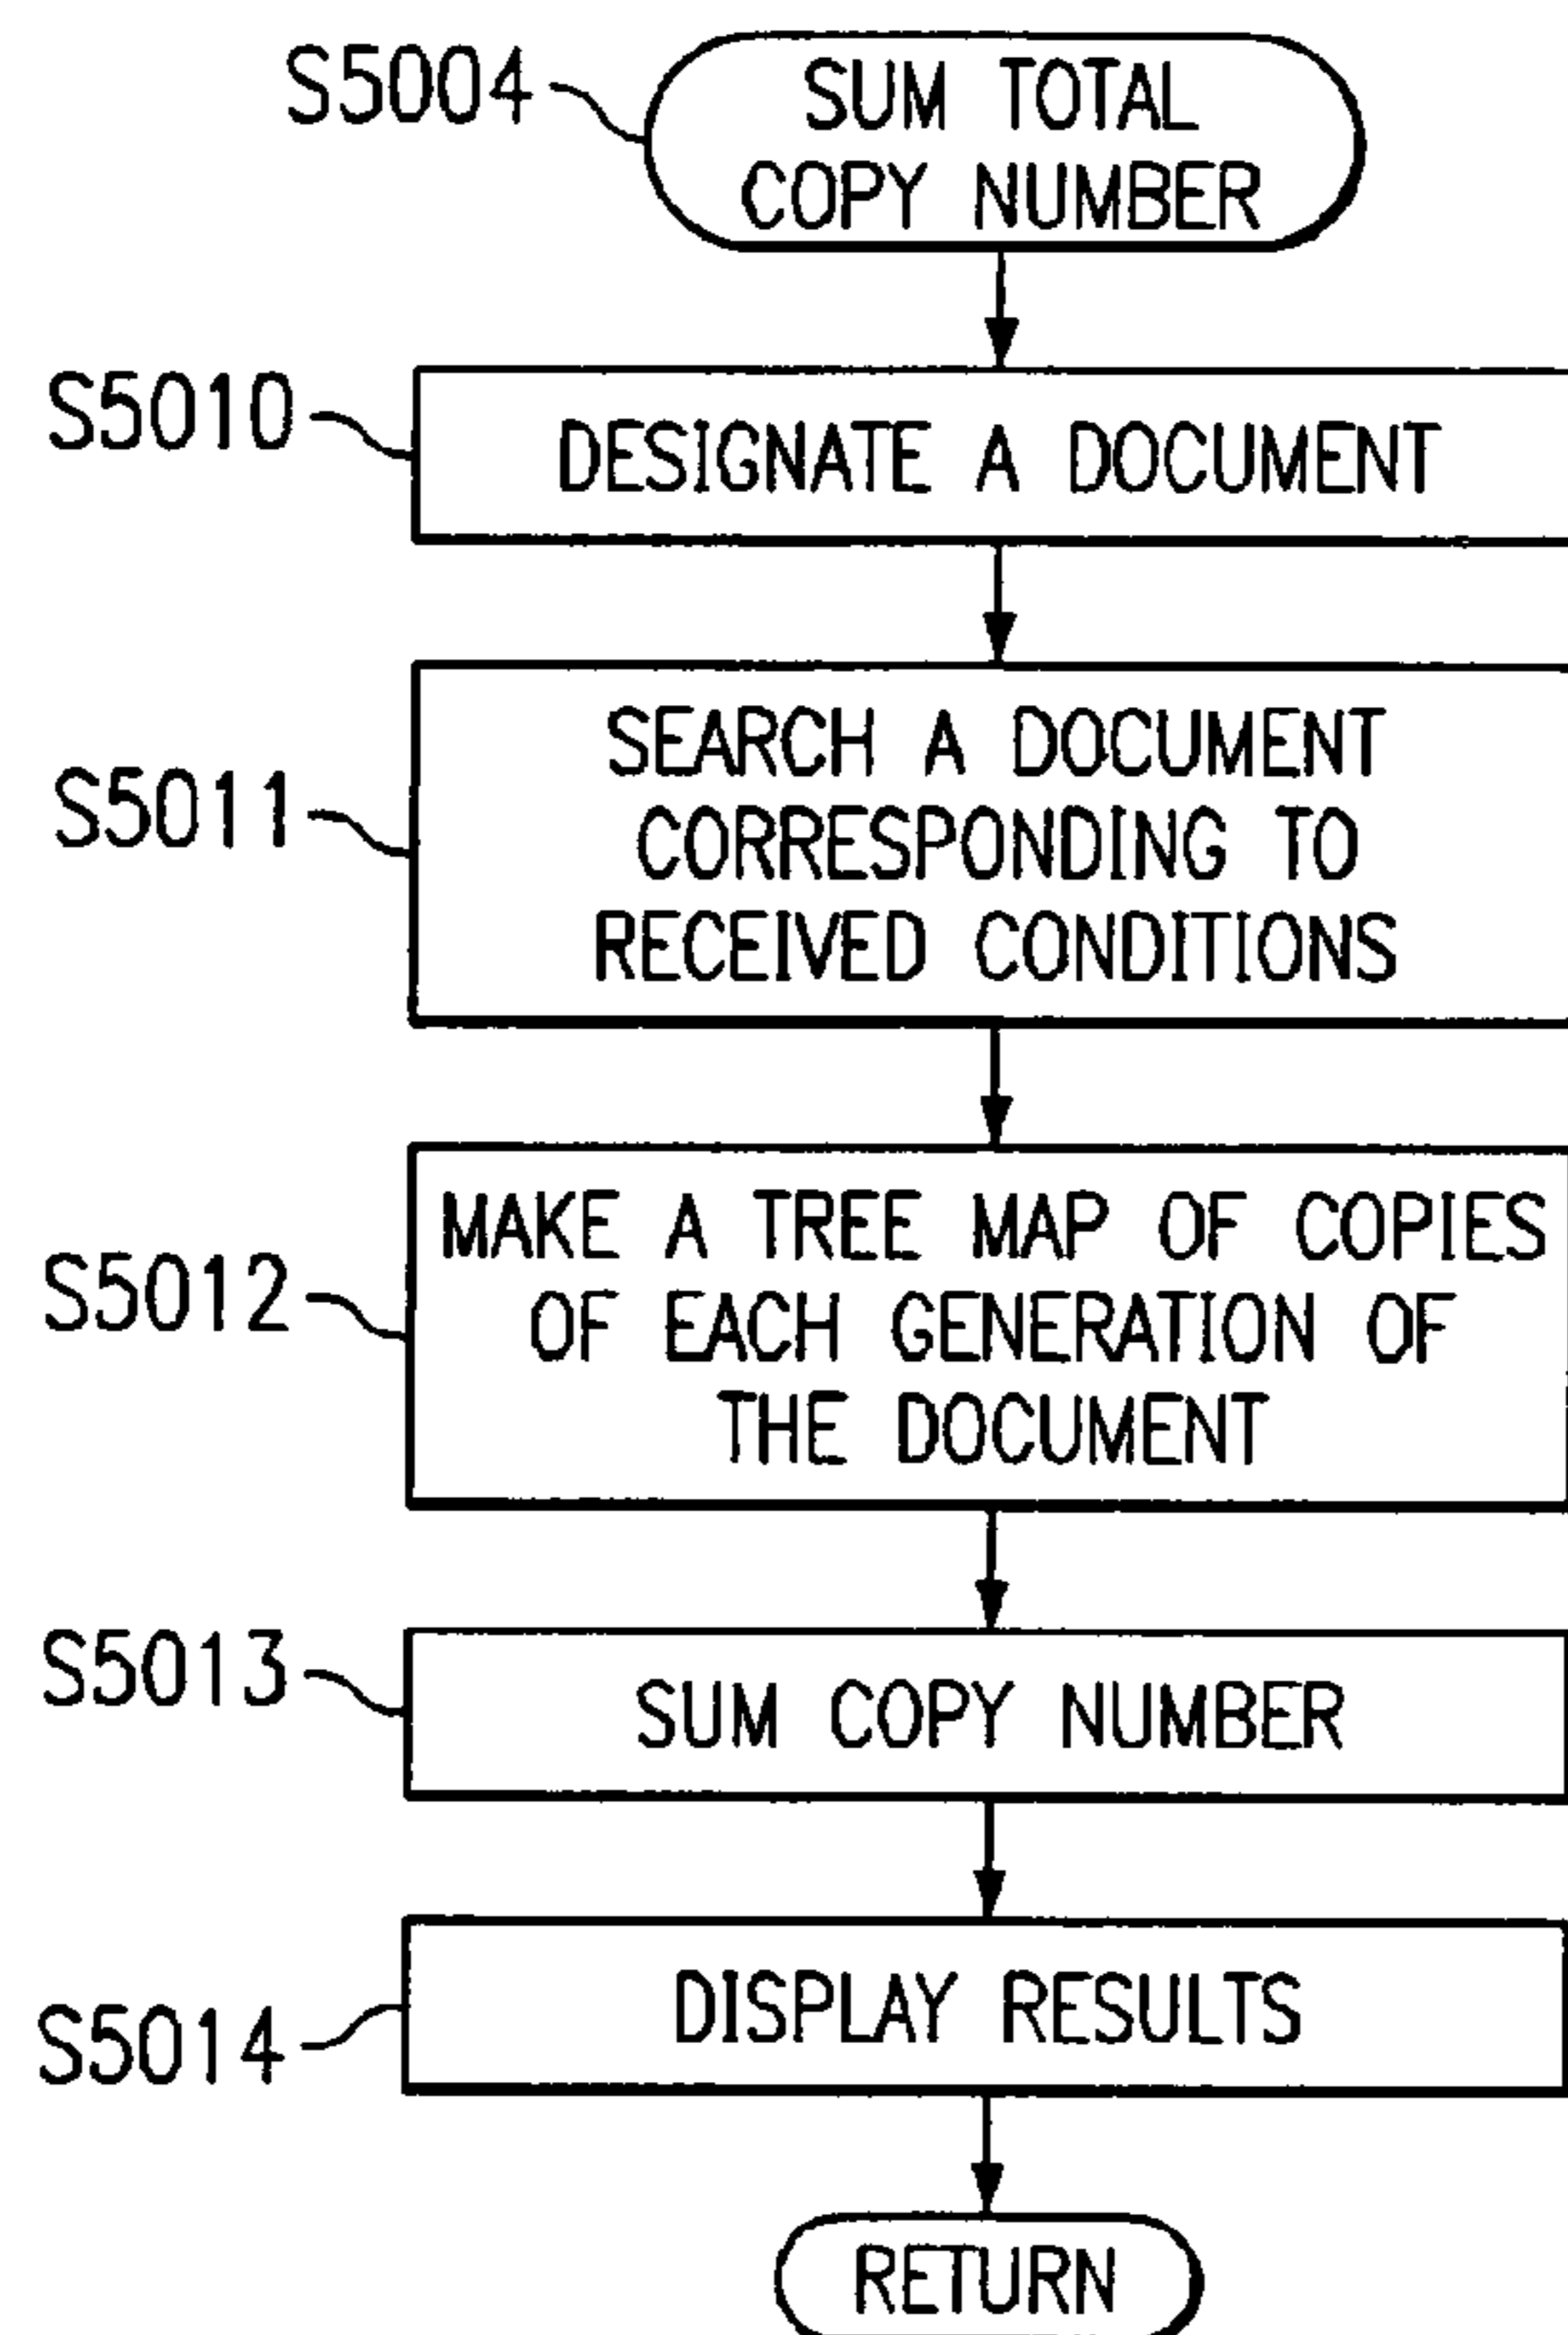 S5004
SUM TOTAL
COPY NUMBER
S5010
DESIGNATE A DOCUMENT
S5011
SEARCH A DOCUMENT
CORRESPONDING TO
RECEIVED CONDITIONS
S5012
MAKE A TREE MAP OF COPIES
OF EACH GENERATION OF
THE DOCUMENT
S5013
SUM COPY NUMBER
S5014
DISPLAY RESULTS
RETURN